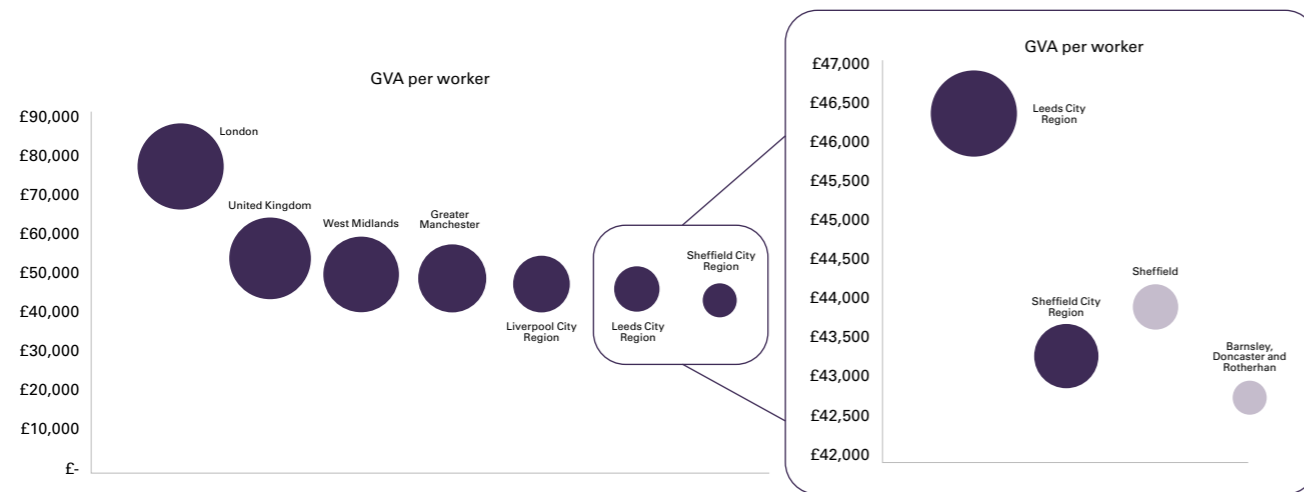 GVA per worker
£90,000
£80,000
£70,000
£60,000
£50,000
£40,000
£30,000
£20,000
£10,000
£-
London
United Kingdom
West Midlands
Greater
Manchester
Liverpool City
Region
Leeds City
Region
Sheffield City
Region
GVA per worker
£47,000
£46,500
£46,000
£45,500
£45,000
£44,500
£44,000
£43,500
£43,000
£42,500
£42,000
Leeds City
Region
Sheffield City
Region
Sheffield
Barnsley,
Doncaster and
Rotherhan